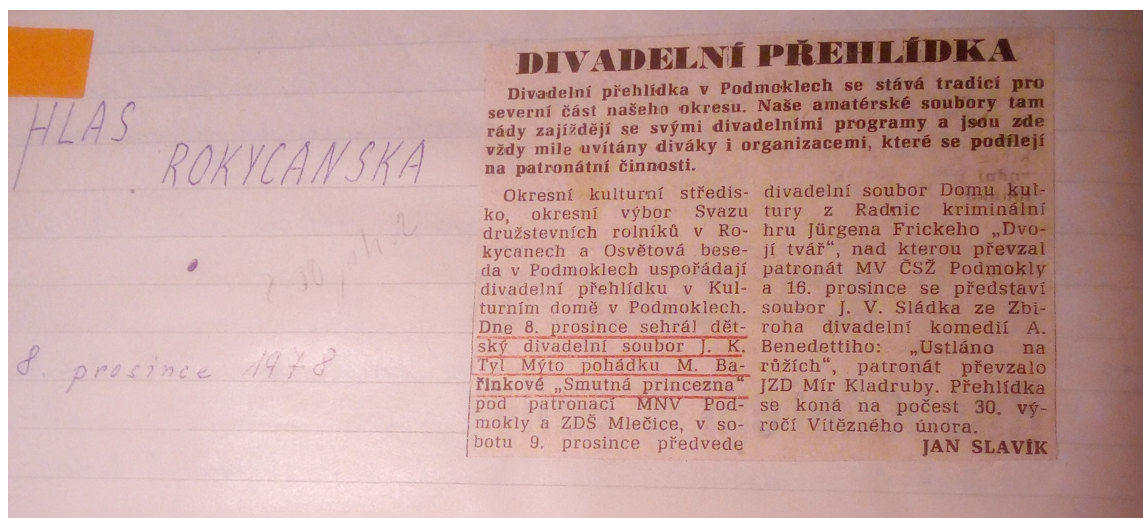 HLAS
ROKYCANSKA
8. prosince 1978
DIVADELNÍ PŘEHLÍDKA
Divadelní přehlídka v Podmoklech se stává tradicí pro
severní část našeho okresu. Naše amatérské soubory tam
rády zajíždějí se svými divadelními programy a jsou zde
vždy mile uvítány diváky i organizacemi, které se podílejí
na patronátní činnosti.
Okresní kulturní středis-
ko, okresní výbor Svazu
družstevních rolníků v Ro-
kycanech a Osvětová bese-
da v Podmoklech uspořádají
divadelní přehlídku v Kul-
turním domě v Podmoklech.
Dne 8. prosince sehrál dět-
ský divadelní soubor J. K.
Tyl Mýto pohádku M. Ba-
řinkové „Smutná princezna“
pod patronací MNV Pod-
mokly a ZDŠ Mlečice, v so-
botu 9. prosince předvede
divadelní soubor Domu kul-
tury z Radnic kriminální
hru Jürgena Frickeho „Dvo-
jí tvář“, nad kterou převzal
patronát MV ČSŽ Podmokly
a 16. prosince se představí
soubor J. V. Sládka ze Zbi-
roha divadelní komedií A.
Benedettiho: „Ustláno na
růžích“, patronát převzalo
JZD Mír Kladruby. Přehlídka
se koná na počest 30. vý-
ročí Vítězného února.
JAN SLAVÍK